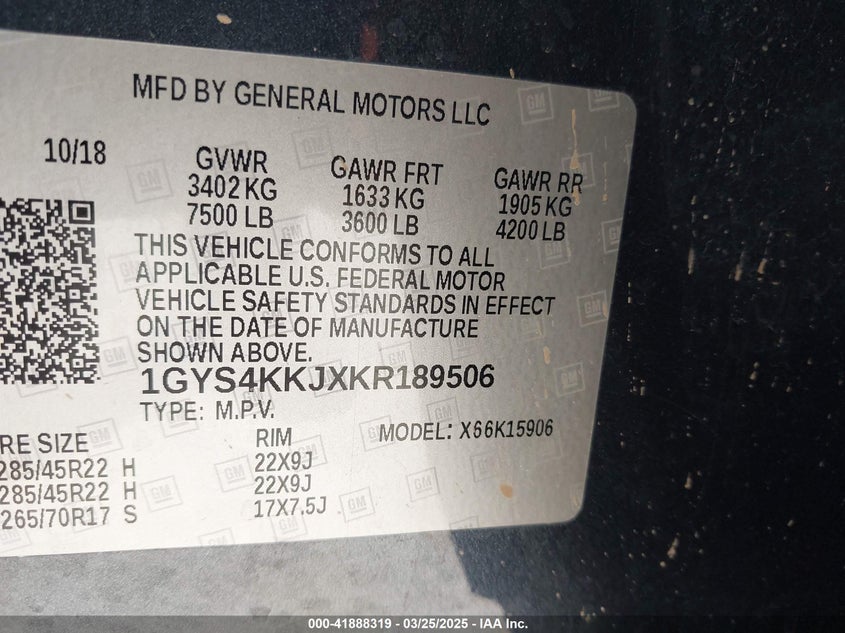 MFD BY GENERAL MOTORS LLC
10/18 GVWR GAWR FRT GAWR RR
3402 KG 1633 KG 1905 KG
7500 LB 3600 LB 4200 LB
THIS VEHICLE CONFORMS TO ALL
APPLICABLE U.S. FEDERAL MOTOR
VEHICLE SAFETY STANDARDS IN EFFECT
ON THE DATE OF MANUFACTURE
SHOWN ABOVE.
1GYS4KKJXKR189506
TYPE: M.P.V. MODEL: X66K15906
RE SIZE RIM
285/45R22 H 22X9J
285/45R22 H 22X9J
265/70R17 S 17X7.5J
000-41888319 - 03/25/2025 - IAA Inc.